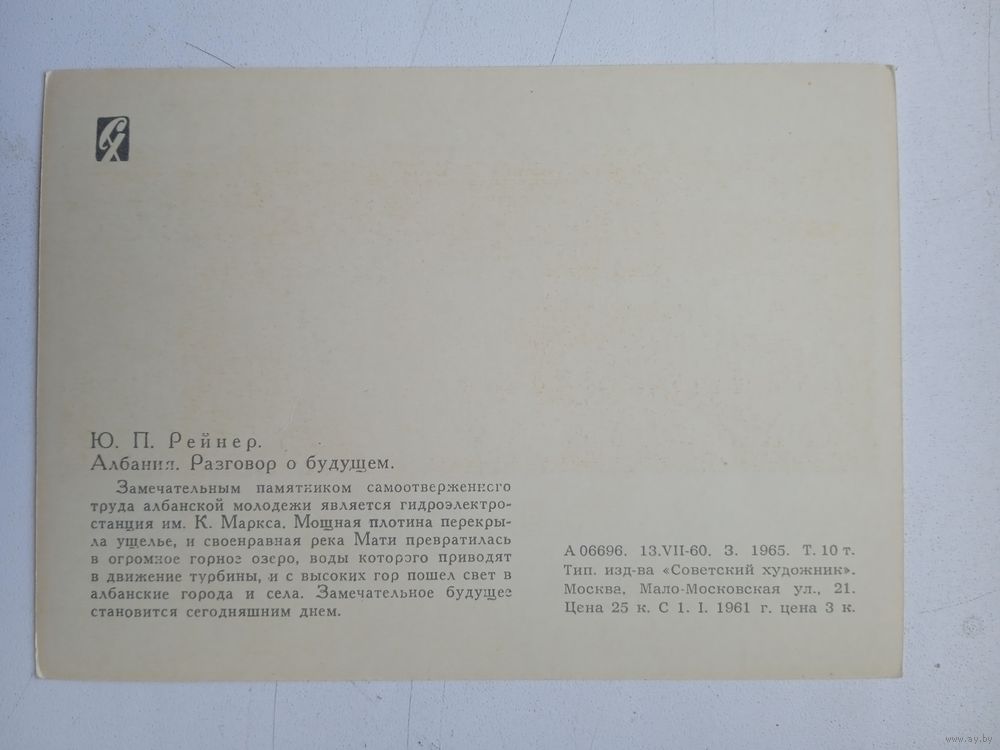 Ю. П. Рейнер.
Албания. Разговор о будущем.
Замечательным памятником самоотверженного
труда албанской молодежи является гидроэлектро-
станция им. К. Маркса. Мощная плотина перекры-
ла ущелье, и своенравная река Мати превратилась
в огромное горное озеро, воды которого приводят
в движение турбины, и с высоких гор пошел свет в
албанские города и села. Замечательное будущее
становится сегодняшним днем.
А 06696. 13.VII-60. З. 1965. Т. 10 т.
Тип. изд-ва «Советский художник».
Москва, Мало-Московская ул., 21.
Цена 25 к. С 1. I. 1961 г. цена 3 к.
www.ay.by